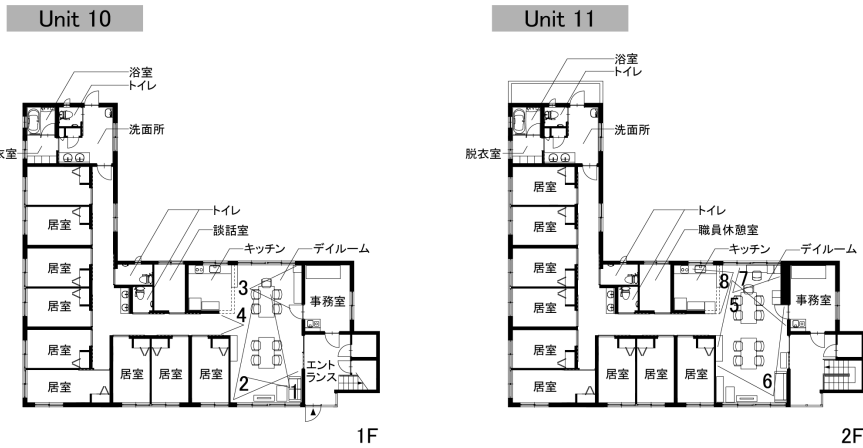 Unit 10
浴室
トイレ
洗面所
衣室
居室
トイレ
談話室
キッチン
デイルーム
居室
居室
3
事務室
4
居室
居室
居室
居室
居室
エント
ランス
2
1F
Unit 11
浴室
トイレ
洗面所
脱衣室
居室
居室
トイレ
職員休憩室
キッチン
デイルーム
居室
居室
8
7
5
事務室
居室
居室
居室
居室
居室
6
2F